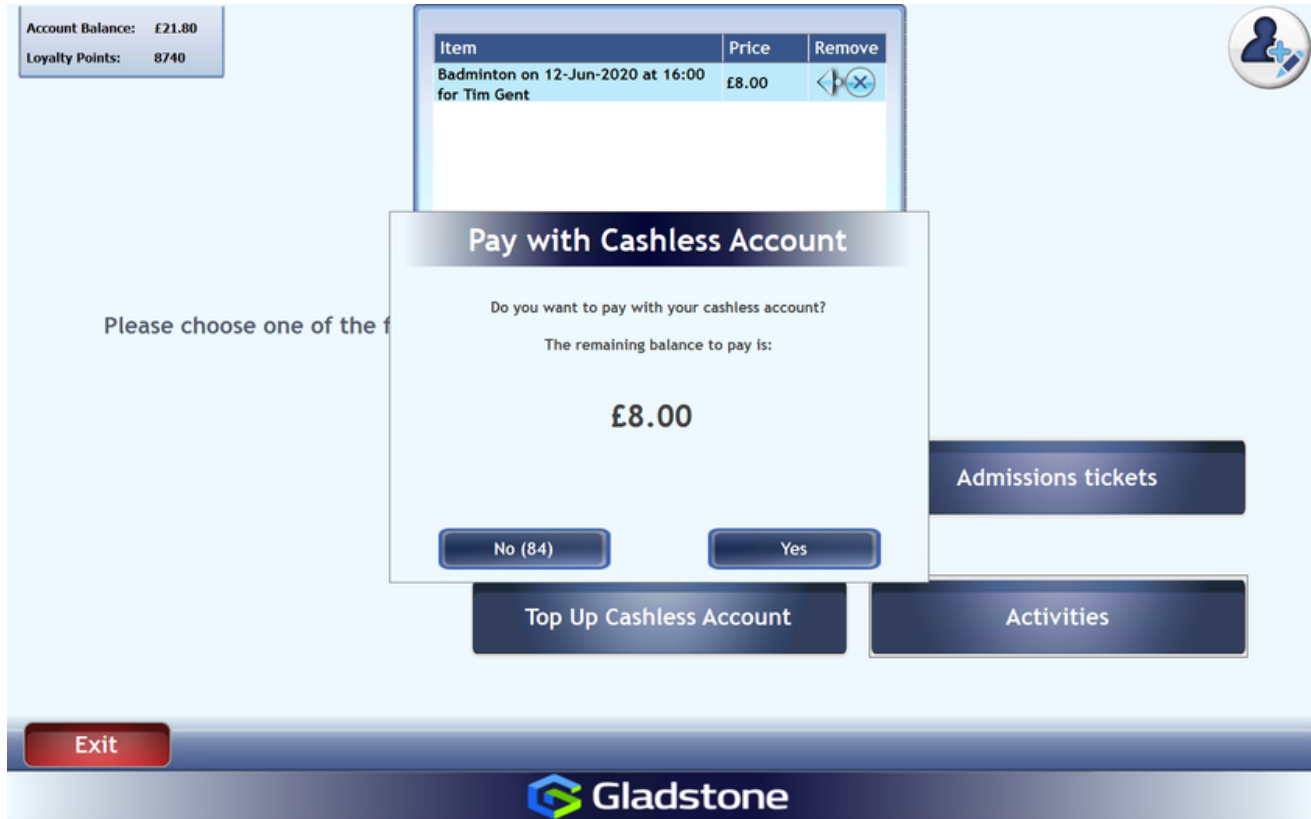 Account Balance: £21.80
Loyalty Points: 8740
Item Price Remove
Badminton on 12-Jun-2020 at 16:00
for Tim Gent
£8.00
Pay with Cashless Account
Do you want to pay with your cashless account?
The remaining balance to pay is:
£8.00
Please choose one of the f
No (84) Yes
Admissions tickets
Top Up Cashless Account
Activities
Exit
Gladstone